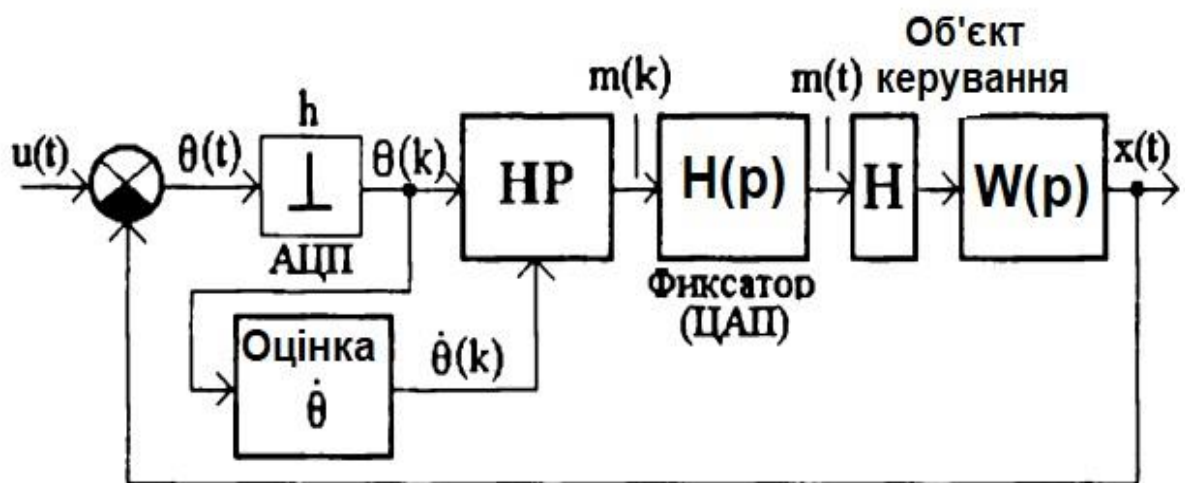 Об'єкт
керування
u(t)
θ(t)
h
АЦП
θ(k)
НР
m(k)
H(p)
Фиксатор
(ЦАП)
m(t)
Н
W(p)
x(t)
Оцінка
θ̇
θ̇(k)